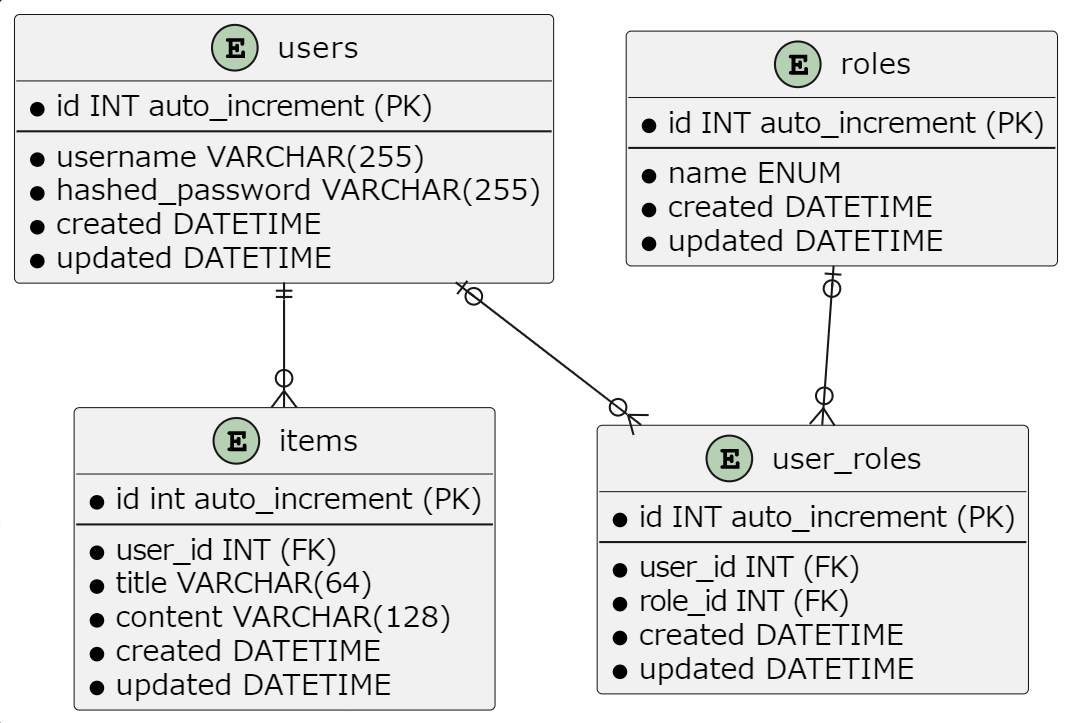 E users
id INT auto_increment (PK)
username VARCHAR(255)
hashed_password VARCHAR(255)
created DATETIME
updated DATETIME
E roles
id INT auto_increment (PK)
name ENUM
created DATETIME
updated DATETIME
E items
id int auto_increment (PK)
user_id INT (FK)
title VARCHAR(64)
content VARCHAR(128)
created DATETIME
updated DATETIME
E user_roles
id INT auto_increment (PK)
user_id INT (FK)
role_id INT (FK)
created DATETIME
updated DATETIME